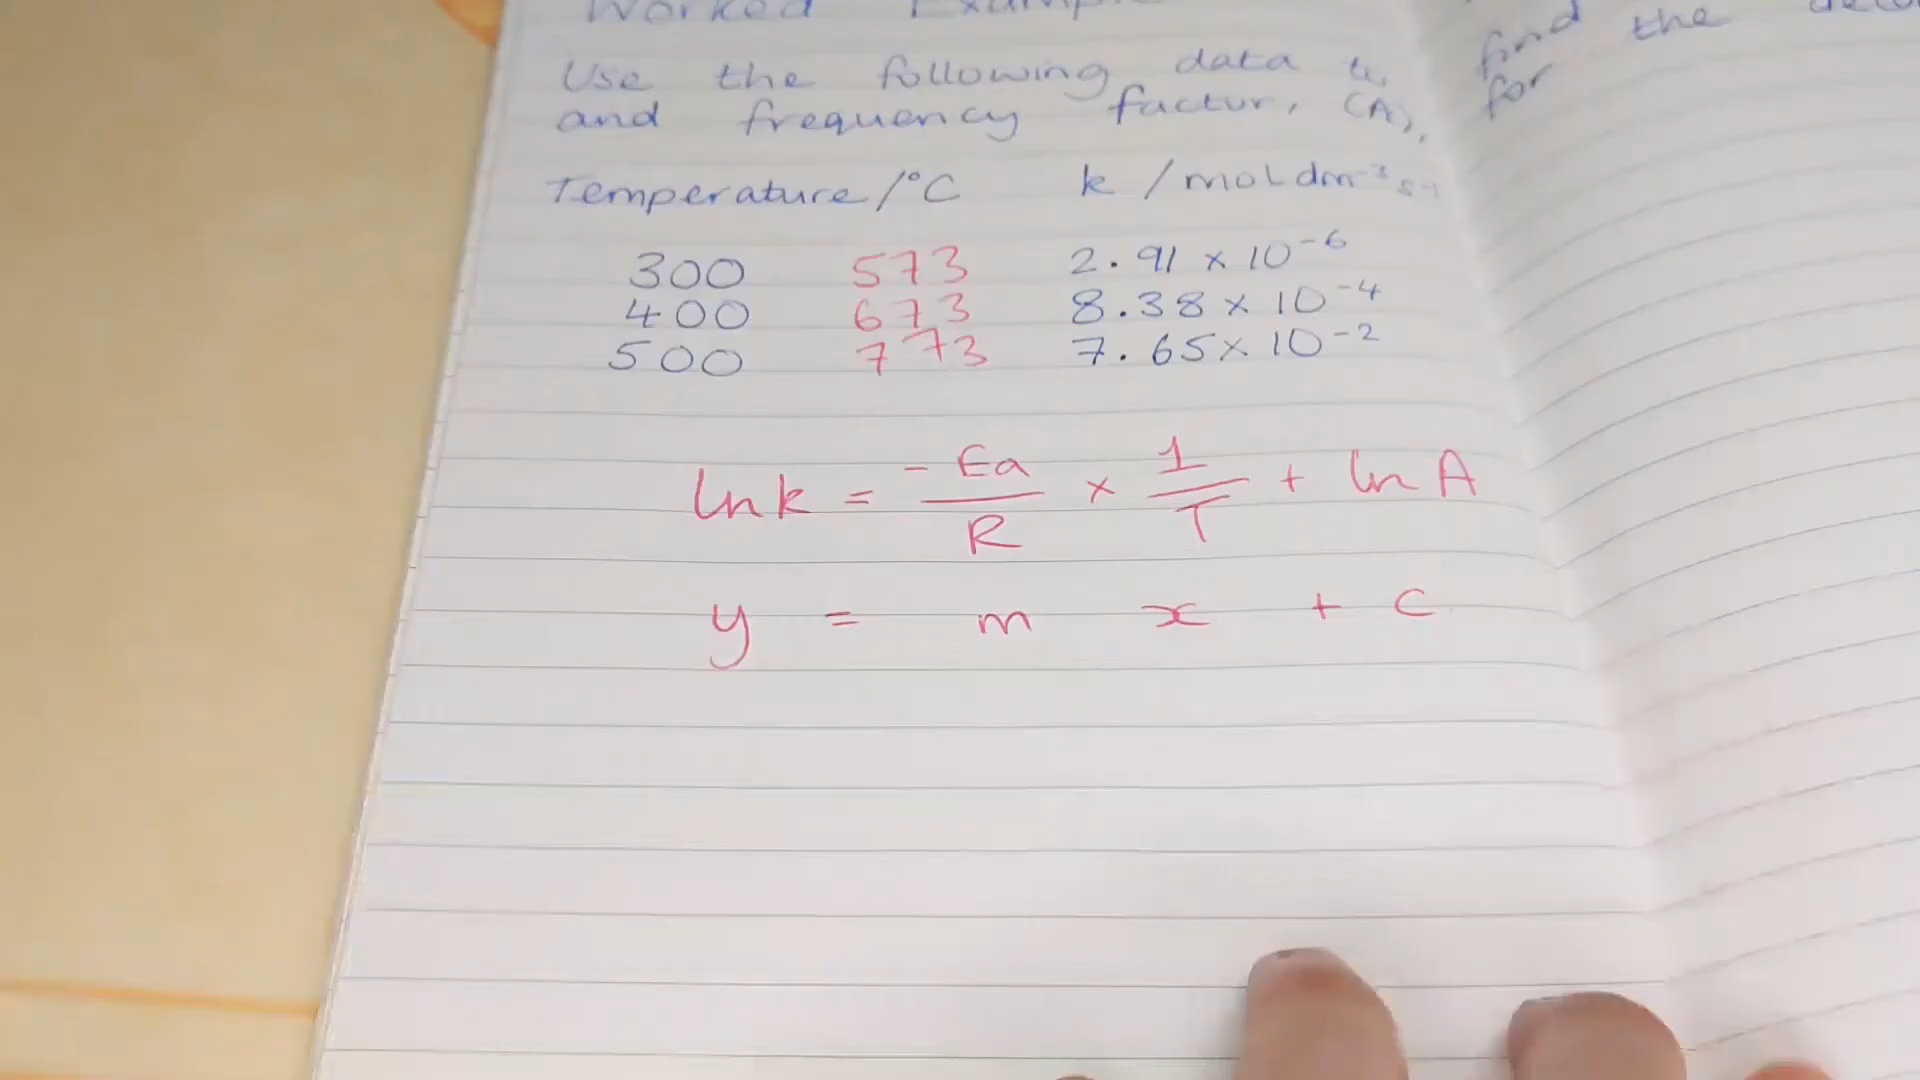 Worked Example
Use the following data to find the
and frequency factor, (A), for
Temperature/°C k /mol dm⁻³ s⁻¹
300 573 2.91 × 10⁻⁶
400 673 8.38 × 10⁻⁴
500 773 7.65 × 10⁻²
ln k = -Ea/R × 1/T + ln A
y = m x + c